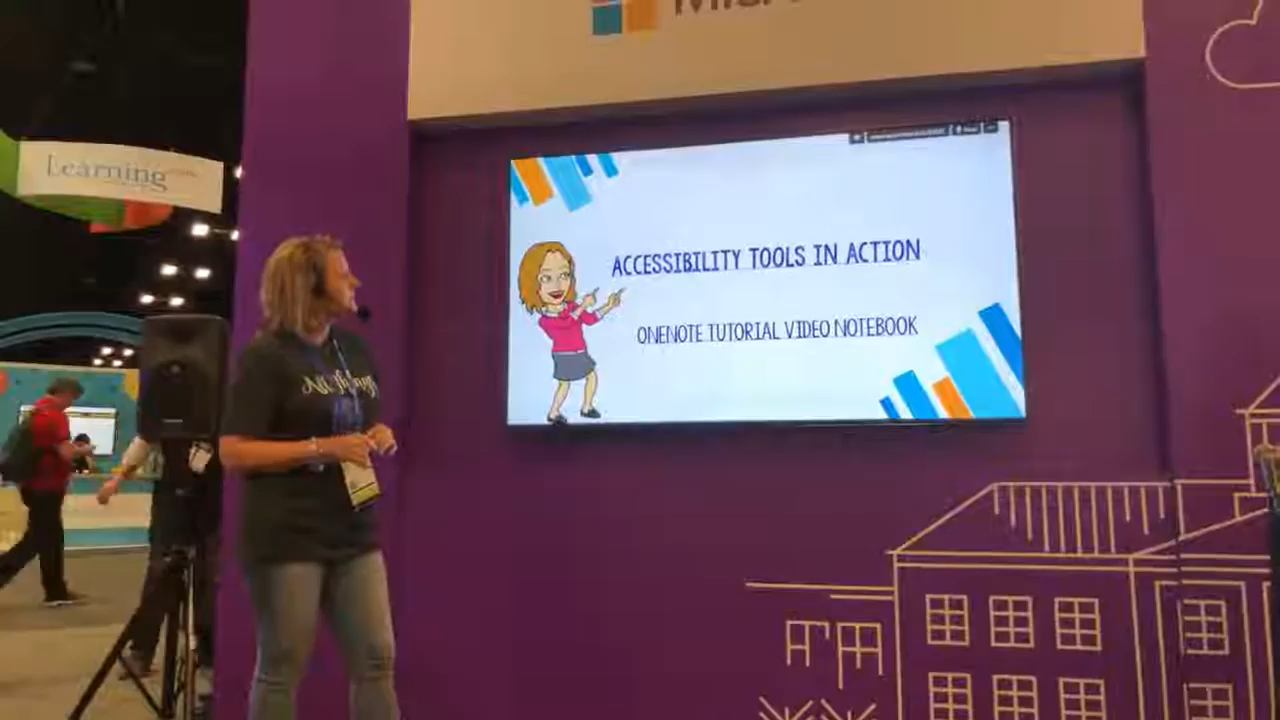 Learning
ACCESSIBILITY TOOLS IN ACTION
ONENOTE TUTORIAL VIDEO NOTEBOOK